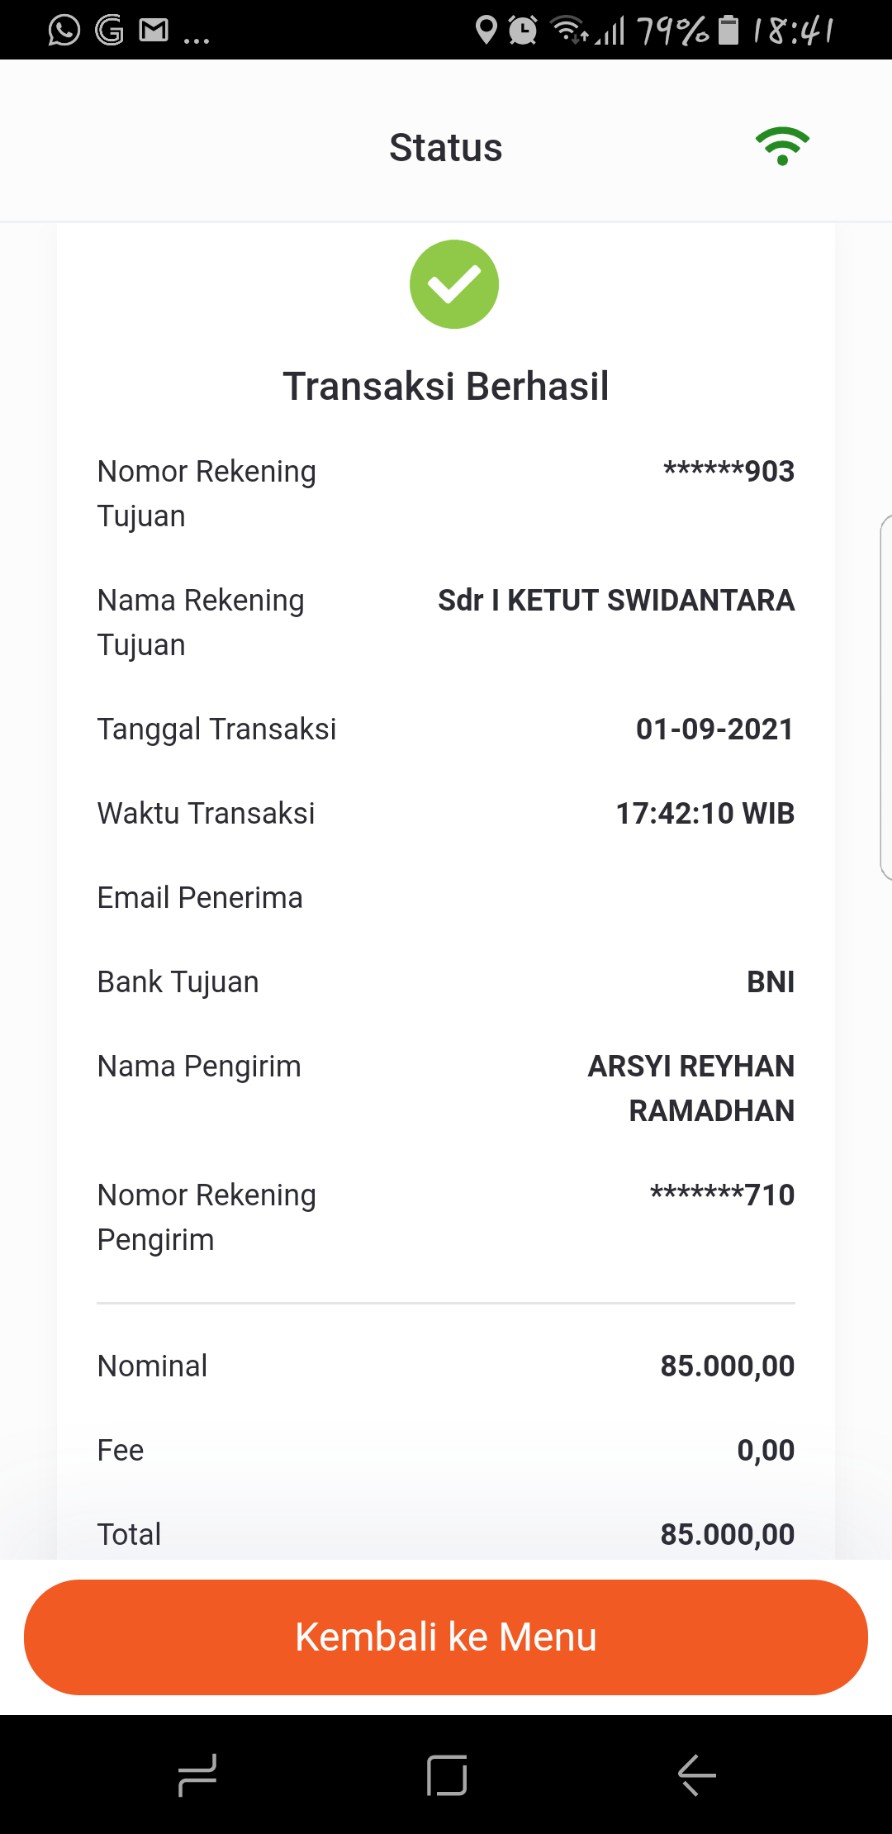 79% 18:41
Status
Transaksi Berhasil
Nomor Rekening Tujuan ******903
Nama Rekening Tujuan Sdr I KETUT SWIDANTARA
Tanggal Transaksi 01-09-2021
Waktu Transaksi 17:42:10 WIB
Email Penerima
Bank Tujuan BNI
Nama Pengirim ARSYI REYHAN RAMADHAN
Nomor Rekening Pengirim *******710
Nominal 85.000,00
Fee 0,00
Total 85.000,00
Kembali ke Menu